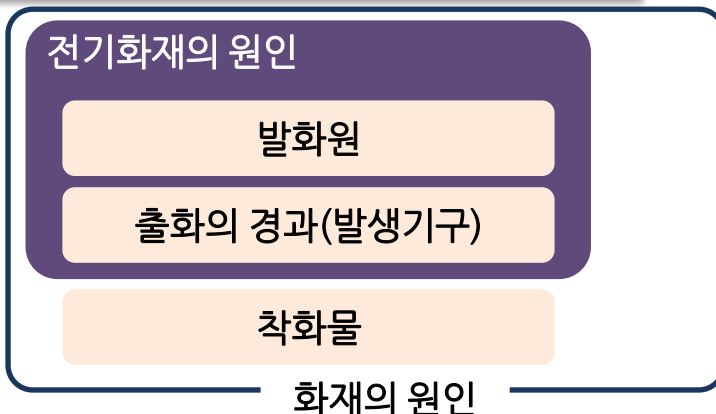 전기화재의 원인
발화원
출화의 경과(발생기구)
착화물
화재의 원인